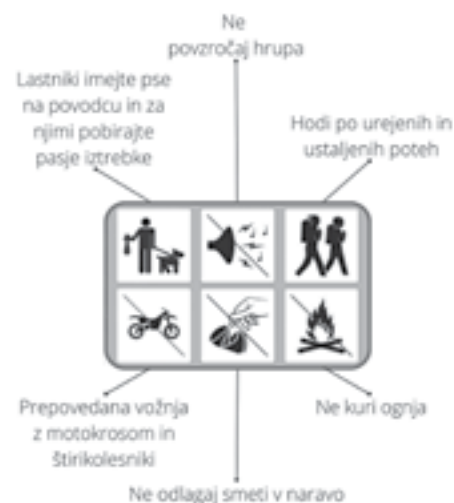 Ne
povzročaj hrupa
Lastniki imejte pse
na povodcu in za
njimi pobirajte
pasje iztrebke
Hodi po urejenih in
ustaljenih poteh
Prepovedana vožnja
z motokrosom in
štirikolesniki
Ne kuri ognja
Ne odlagaj smeti v naravo